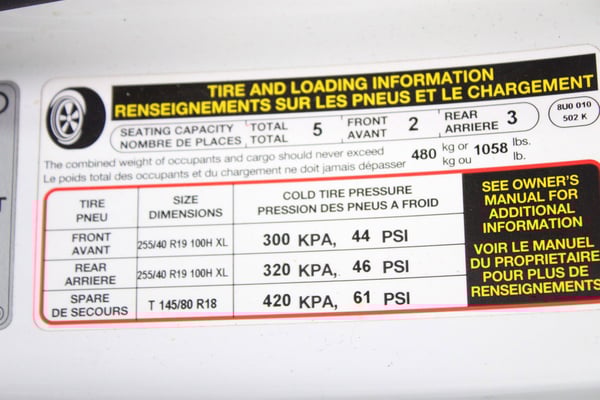 TIRE AND LOADING INFORMATION
RENSEIGNEMENTS SUR LES PNEUS ET LE CHARGEMENT
SEATING CAPACITY TOTAL 5 FRONT 2 REAR 3
NOMBRE DE PLACES TOTAL AVANT ARRIERE
8U0 010
502 K
The combined weight of occupants and cargo should never exceed 480 kg or 1058 lbs.
Le poids total des occupants et du chargement ne doit jamais dépasser kg ou lb.
TIRE SIZE COLD TIRE PRESSURE
PNEU DIMENSIONS PRESSION DES PNEUS A FROID
FRONT
AVANT 255/40 R19 100H XL 300 KPA, 44 PSI
REAR
ARRIERE 255/40 R19 100H XL 320 KPA, 46 PSI
SPARE
DE SECOURS T 145/80 R18 420 KPA, 61 PSI
SEE OWNER'S
MANUAL FOR
ADDITIONAL
INFORMATION
VOIR LE MANUEL
DU PROPRIETAIRE
POUR PLUS DE
RENSEIGNEMENTS